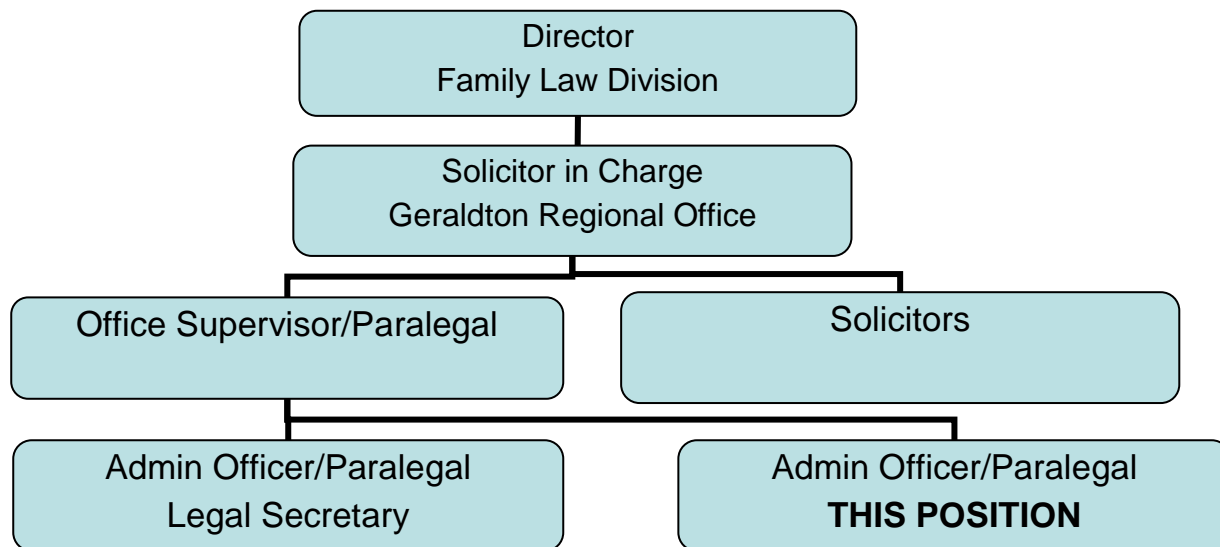 Director
Family Law Division
Solicitor in Charge
Geraldton Regional Office
Office Supervisor/Paralegal
Solicitors
Admin Officer/Paralegal
Legal Secretary
Admin Officer/Paralegal
THIS POSITION